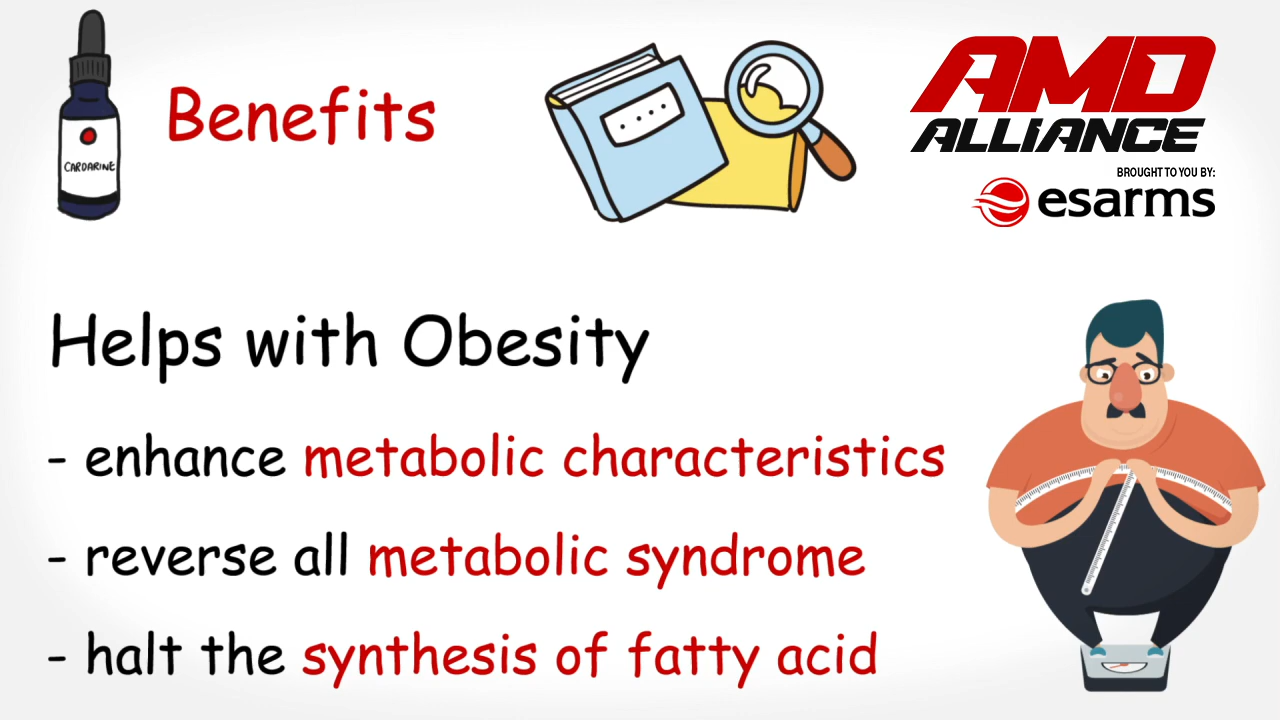 CARDARINE
Benefits
AMD
ALLiANCE
BROUGHT TO YOU BY:
esarms
Helps with Obesity
- enhance metabolic characteristics
- reverse all metabolic syndrome
- halt the synthesis of fatty acid